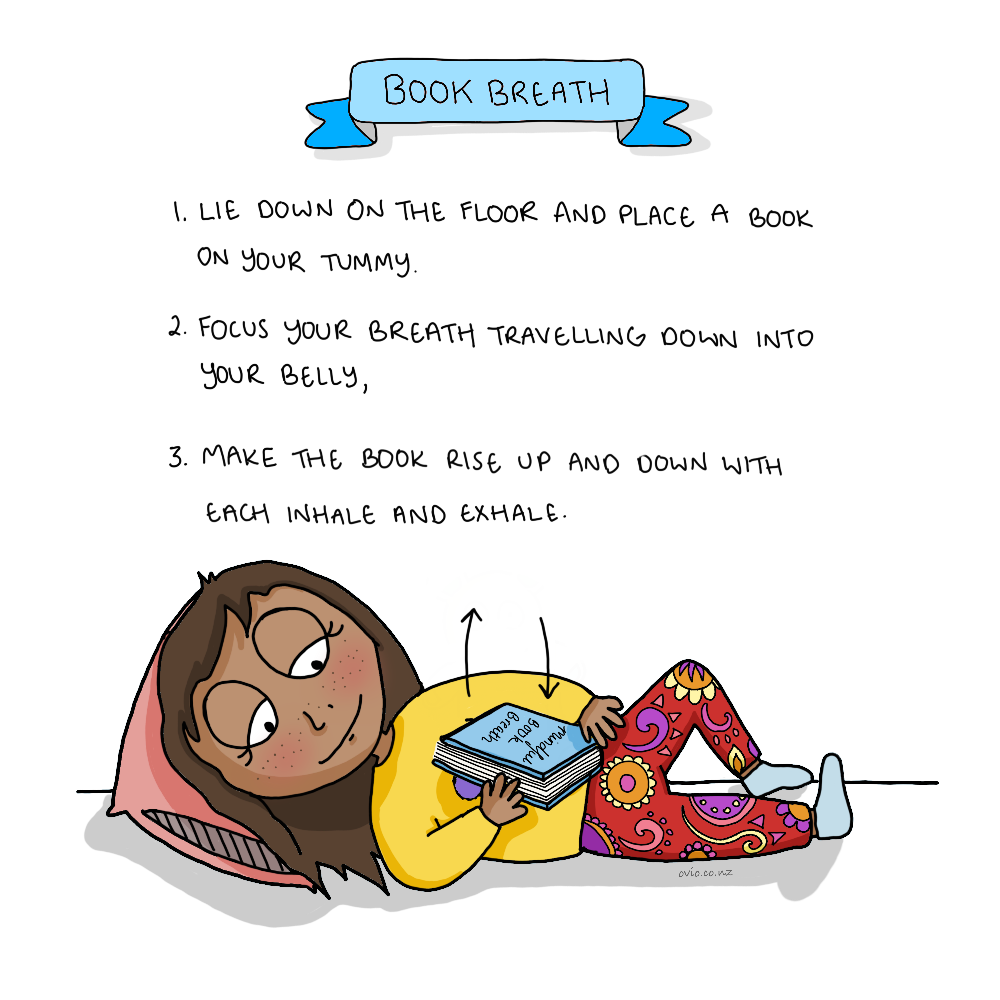 BOOK BREATH
1. LIE DOWN ON THE FLOOR AND PLACE A BOOK
ON YOUR TUMMY.
2. FOCUS YOUR BREATH TRAVELLING DOWN INTO
YOUR BELLY,
3. MAKE THE BOOK RISE UP AND DOWN WITH
EACH INHALE AND EXHALE.
mindful
Book
Breath
ovio.co.nz